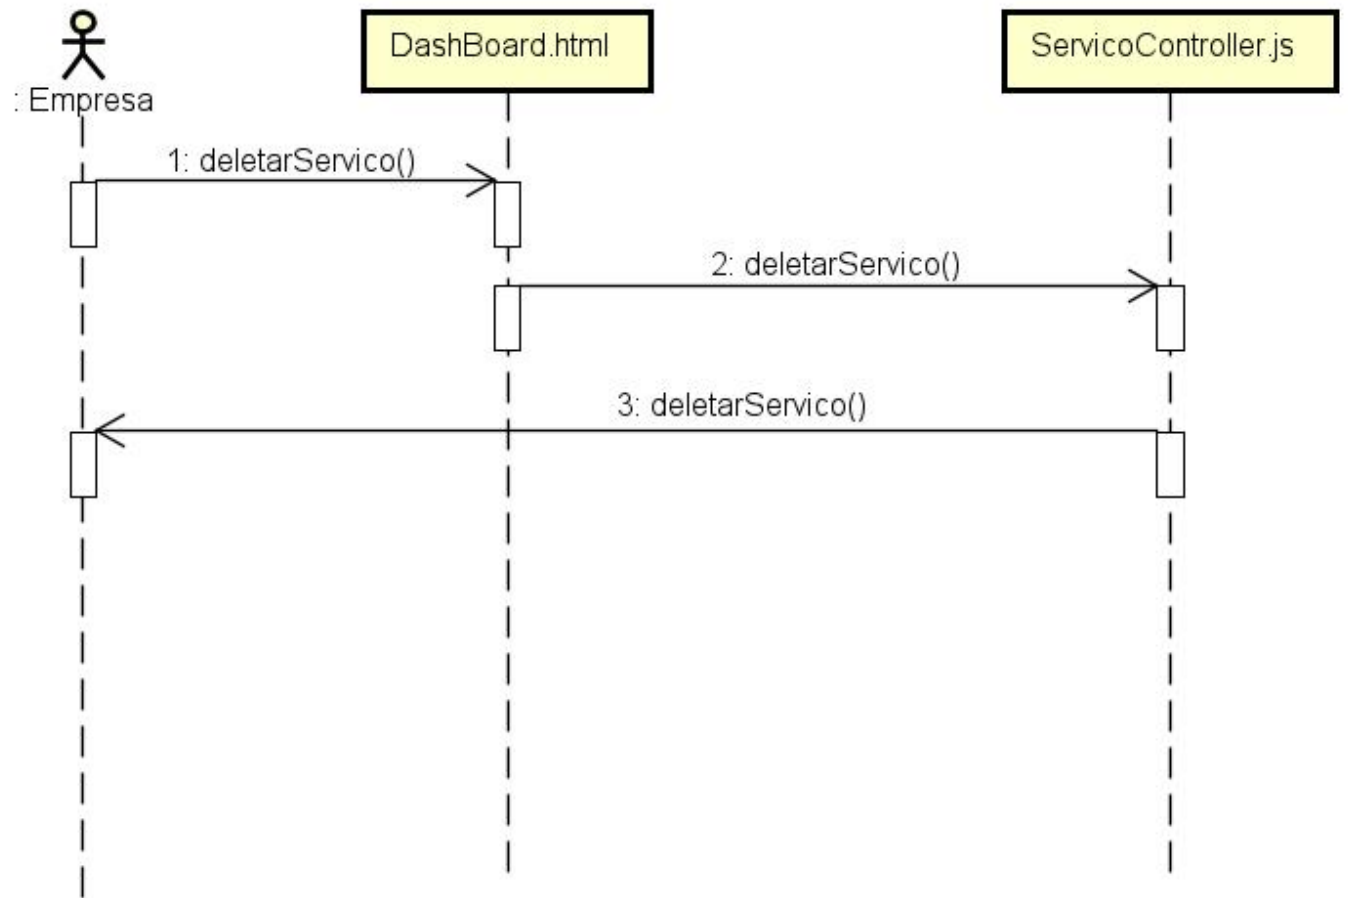 DashBoard.html
ServicoController.js
: Empresa
1: deletarServico()
2: deletarServico()
3: deletarServico()